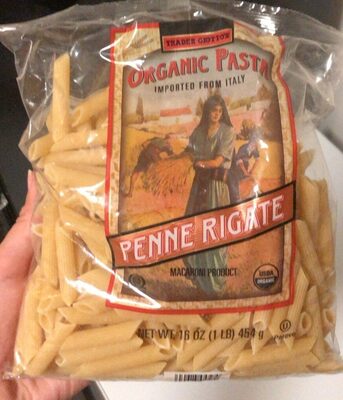 TRADER GIOTTO'S
ORGANIC PASTA
IMPORTED FROM ITALY
PENNE RIGATE
MACARONI PRODUCT
USDA
ORGANIC
NET WT 16 OZ (1 LB) 454 g
U
Pareve